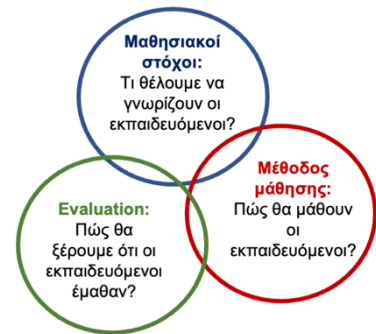 Μαθησιακοί
στόχοι:
Τι θέλουμε να
γνωρίζουν οι
εκπαιδευόμενοι?
Μέθοδος
μάθησης:
Πώς θα μάθουν
οι
εκπαιδευόμενοι?
Evaluation:
Πώς θα
ξέρουμε ότι οι
εκπαιδευόμενοι
έμαθαν?